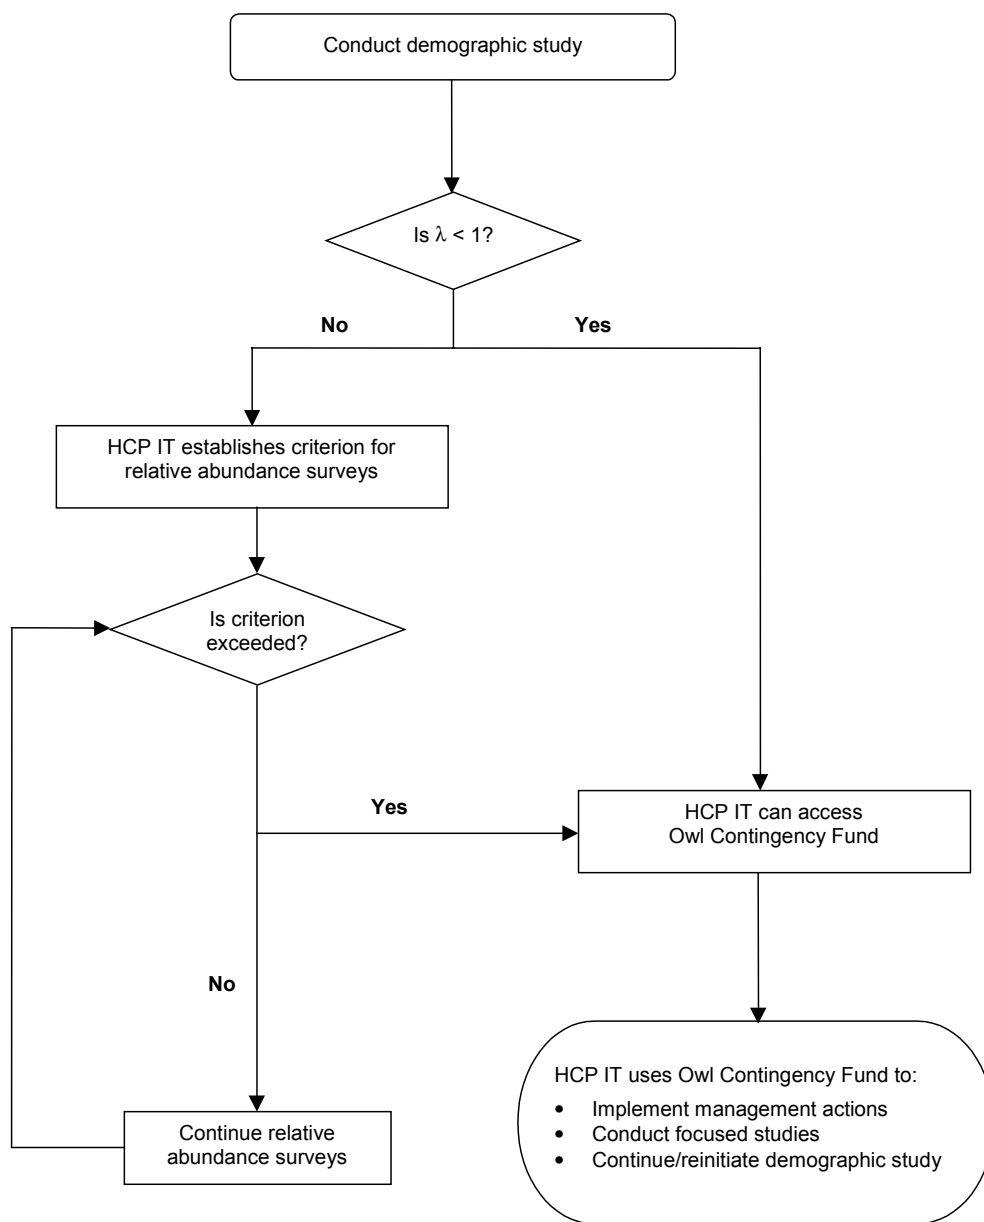 Conduct demographic study
Is λ < 1?
No
Yes
HCP IT establishes criterion for
relative abundance surveys
Is criterion
exceeded?
Yes
HCP IT can access
Owl Contingency Fund
No
HCP IT uses Owl Contingency Fund to:
• Implement management actions
• Conduct focused studies
• Continue/reinitiate demographic study
Continue relative
abundance surveys